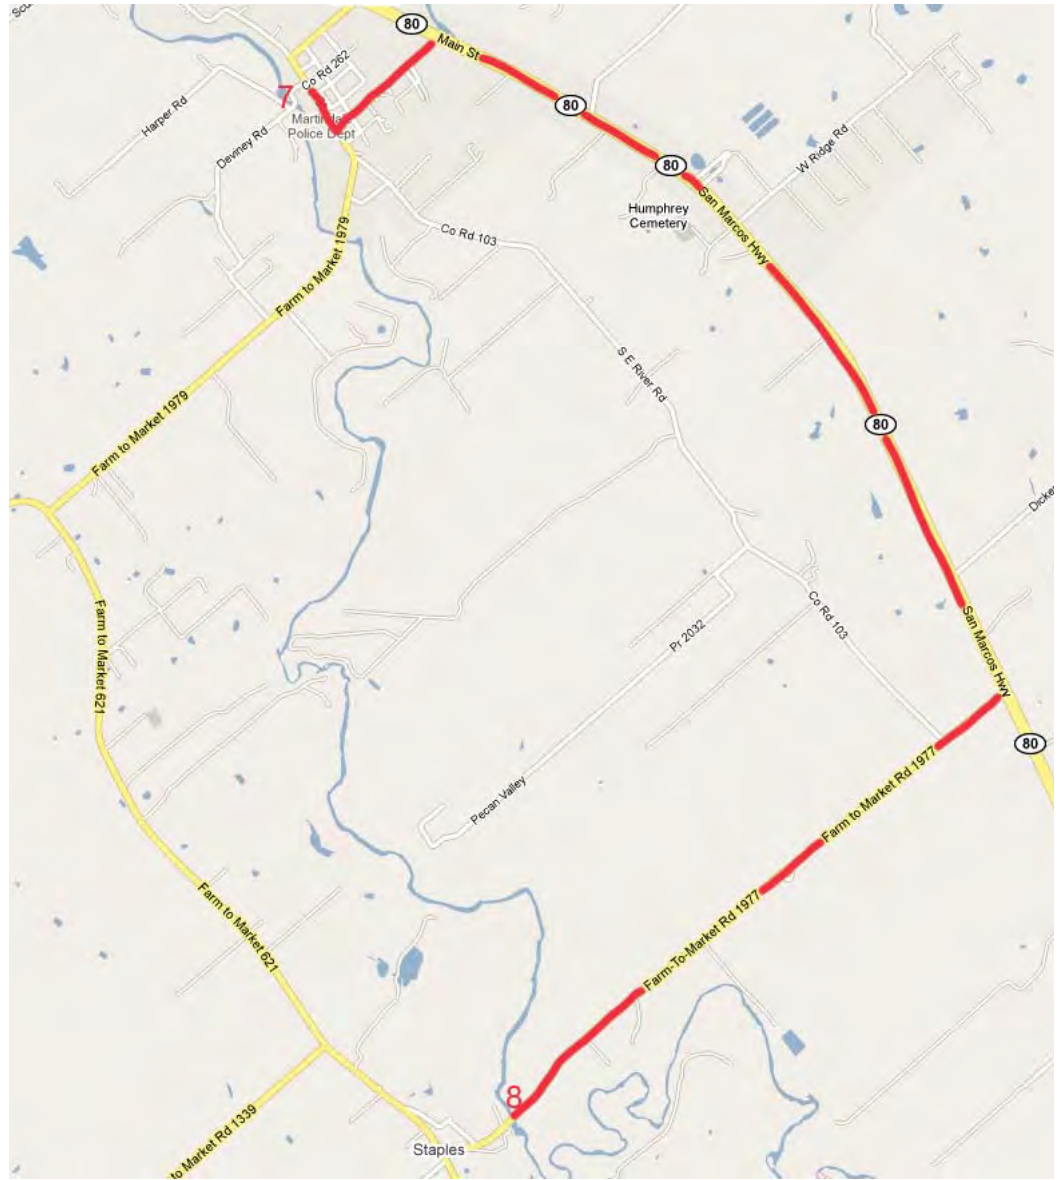 80
Main St
Co Rd 262
7
Harper Rd
Police Dept
Deviney Rd
80
W Ridge Rd
80
San Marcos Hwy
Humphrey
Cemetery
Co Rd 103
Farm to Market 1979
S E River Rd
Farm to Market 1979
80
Farm to Market 621
Co Rd 103
Pr 2032
San Marcos Hwy
80
Farm to Market Rd 1977
Pecan Valley
Farm-To-Market Rd 1977
Farm to Market 621
8
to Market Rd 1339
Staples